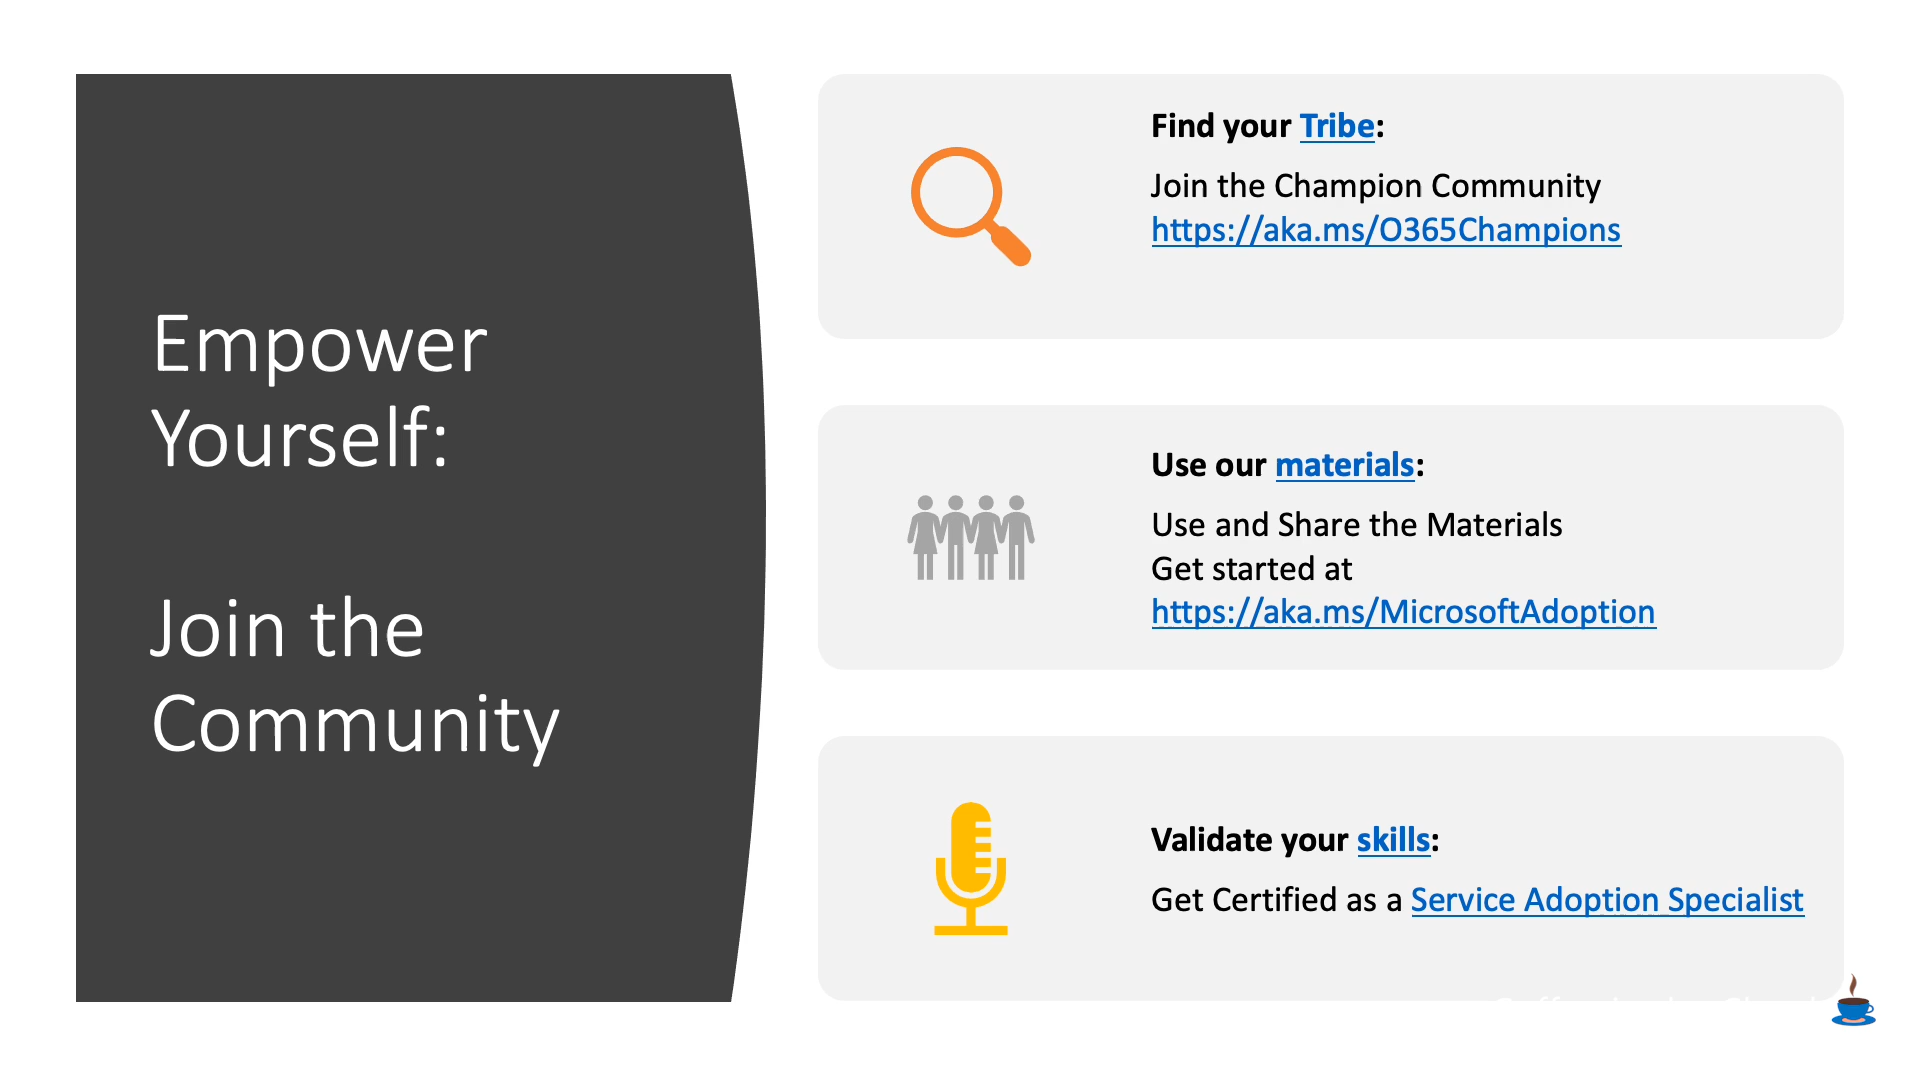 Empower
Yourself:
Join the
Community
Find your Tribe:
Join the Champion Community
https://aka.ms/O365Champions
Use our materials:
Use and Share the Materials
Get started at
https://aka.ms/MicrosoftAdoption
Validate your skills:
Get Certified as a Service Adoption Specialist